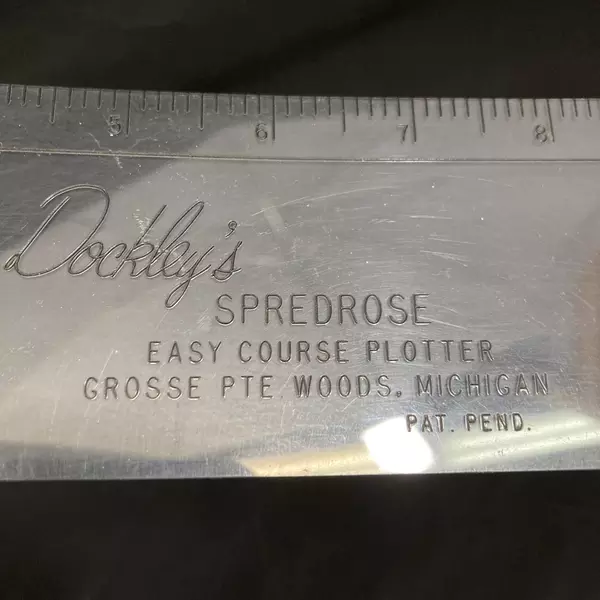 5 6 7 8
Dockley's
SPREDROSE
EASY COURSE PLOTTER
GROSSE PTE. WOODS. MICHIGAN
PAT. PEND.